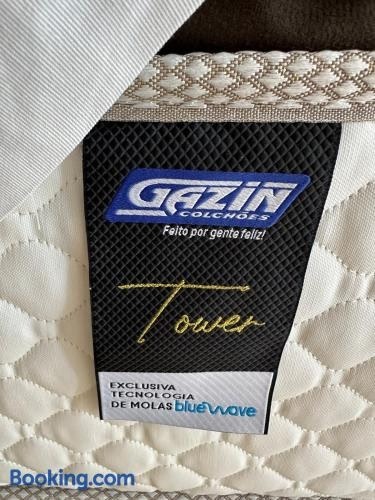 GAZiN
COLCHÕES
Feito por gente feliz!
Tower
EXCLUSIVA
TECNOLOGIA
DE MOLAS bluewave
Booking.com